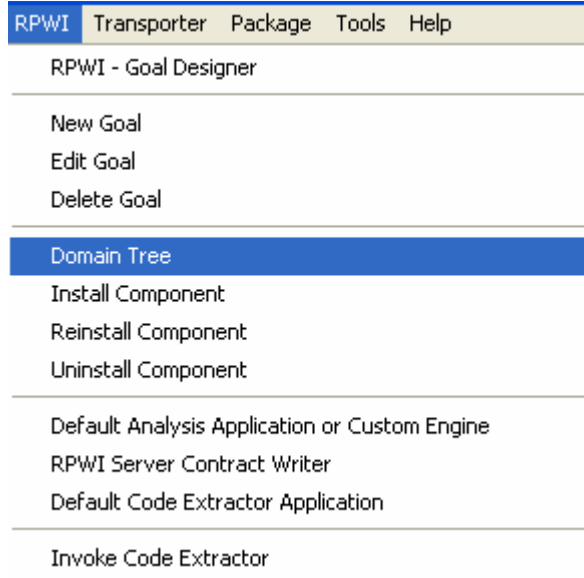 RPWI Transporter Package Tools Help
RPWI - Goal Designer
New Goal
Edit Goal
Delete Goal
Domain Tree
Install Component
Reinstall Component
Uninstall Component
Default Analysis Application or Custom Engine
RPWI Server Contract Writer
Default Code Extractor Application
Invoke Code Extractor